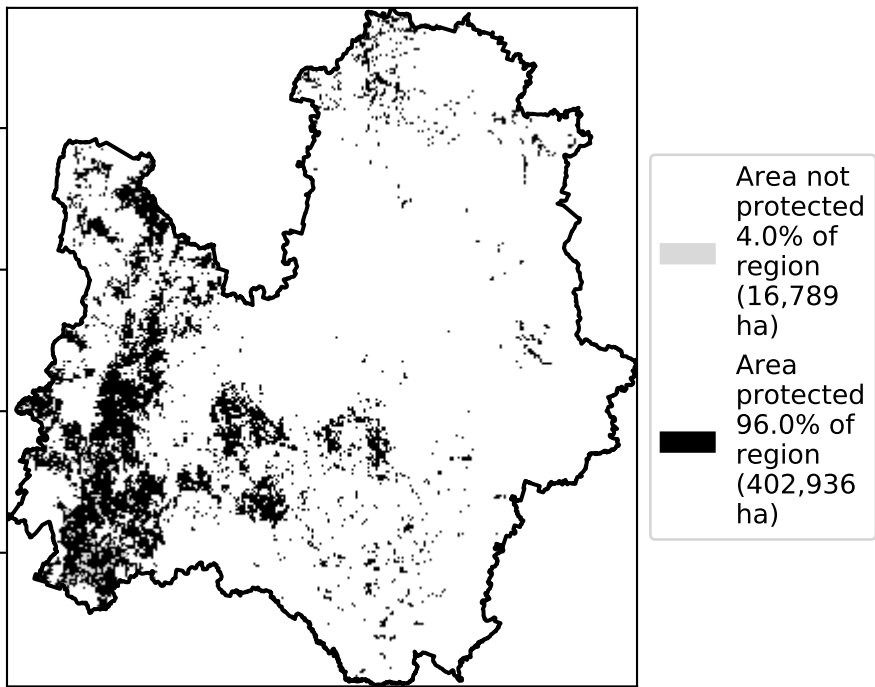 Area not
protected
4.0% of
region
(16,789
ha)
Area
protected
96.0% of
region
(402,936
ha)